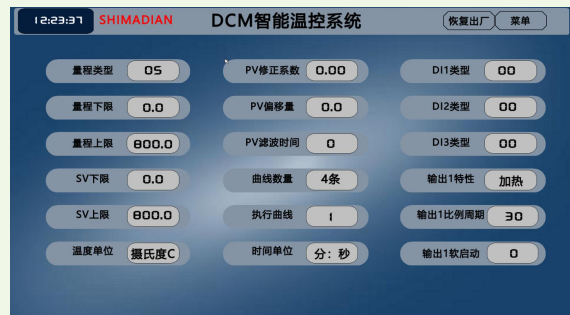 12:23:37 SHIMADIAN DCM智能温控系统 恢复出厂 菜单
量程类型 05 PV修正系数 0.00 DI1类型 00
量程下限 0.0 PV偏移量 0.0 DI2类型 00
量程上限 800.0 PV滤波时间 0 DI3类型 00
SV下限 0.0 曲线数量 4条 输出1特性 加热
SV上限 800.0 执行曲线 1 输出1比例周期 30
温度单位 摄氏度C 时间单位 分：秒 输出1软启动 0